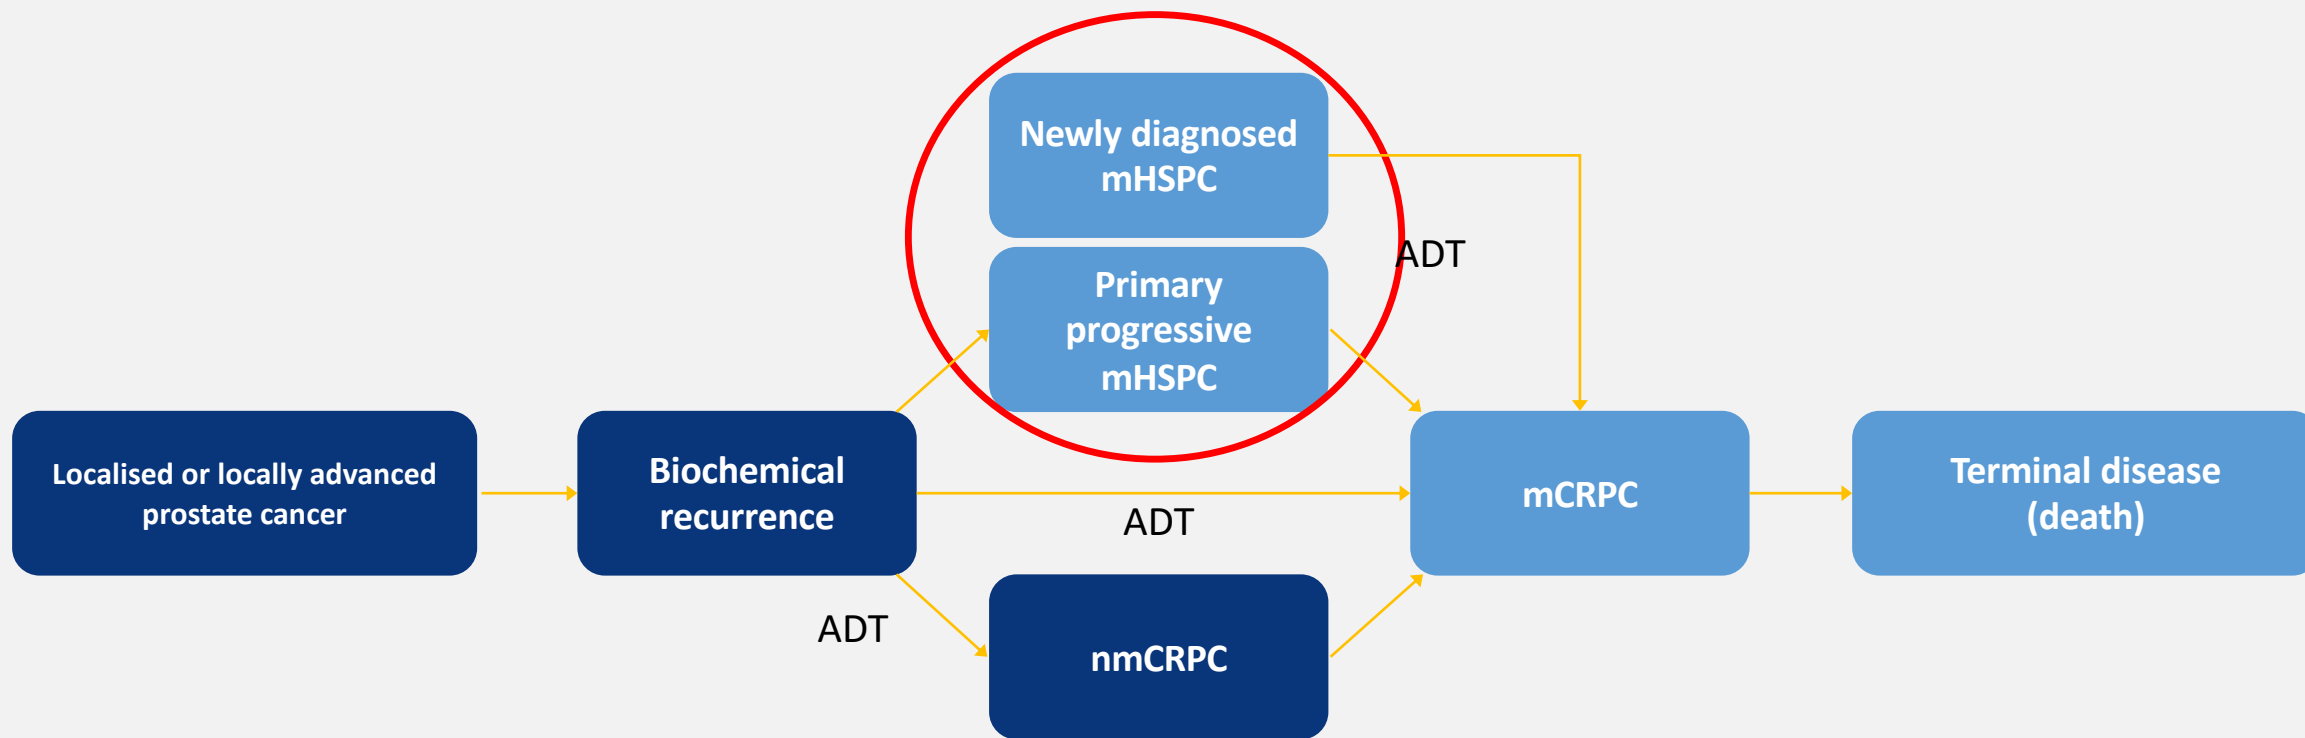 Newly diagnosed
mHSPC
ADT
Primary
progressive
mHSPC
Localised or locally advanced
prostate cancer
Biochemical
recurrence
ADT
mCRPC
Terminal disease
(death)
ADT
nmCRPC